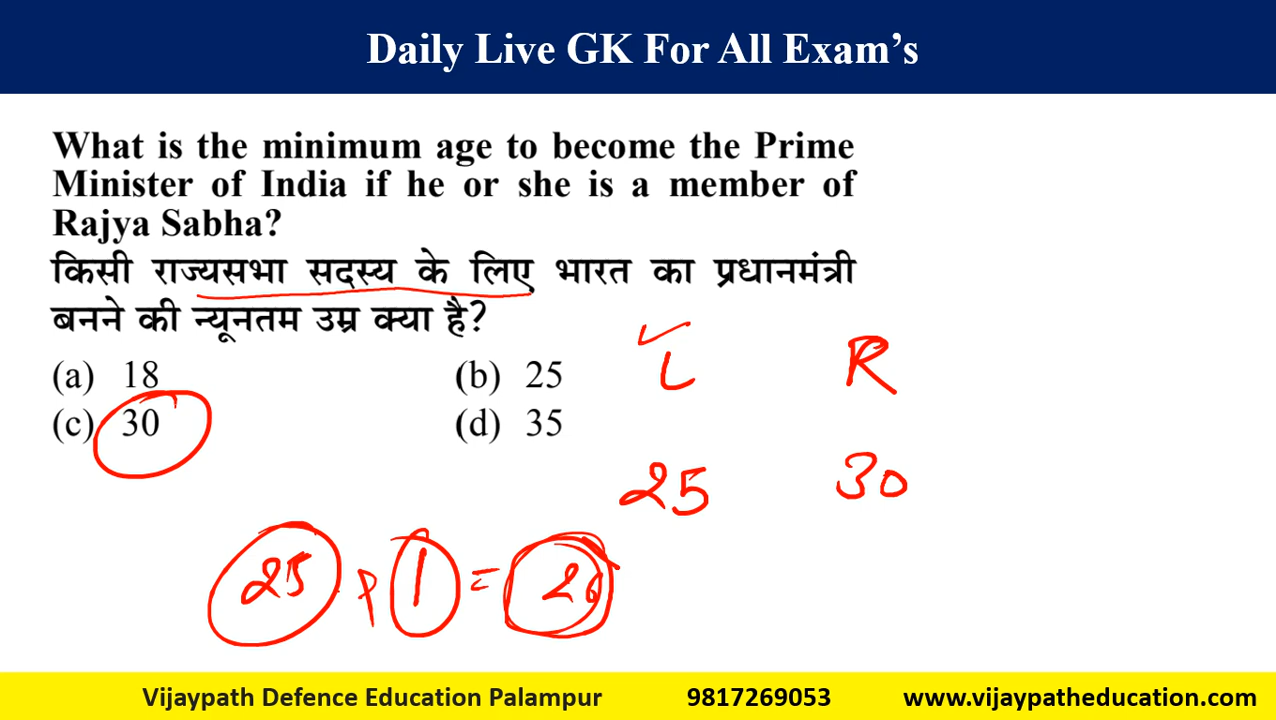 Daily Live GK For All Exam’s
What is the minimum age to become the Prime
Minister of India if he or she is a member of
Rajya Sabha?
किसी राज्यसभा सदस्य के लिए भारत का प्रधानमंत्री
बनने की न्यूनतम उम्र क्या है?
(a) 18 (b) 25
(c) 30 (d) 35
L R
25 30
25 + 1 = 26
Vijaypath Defence Education Palampur 9817269053 www.vijaypatheducation.com